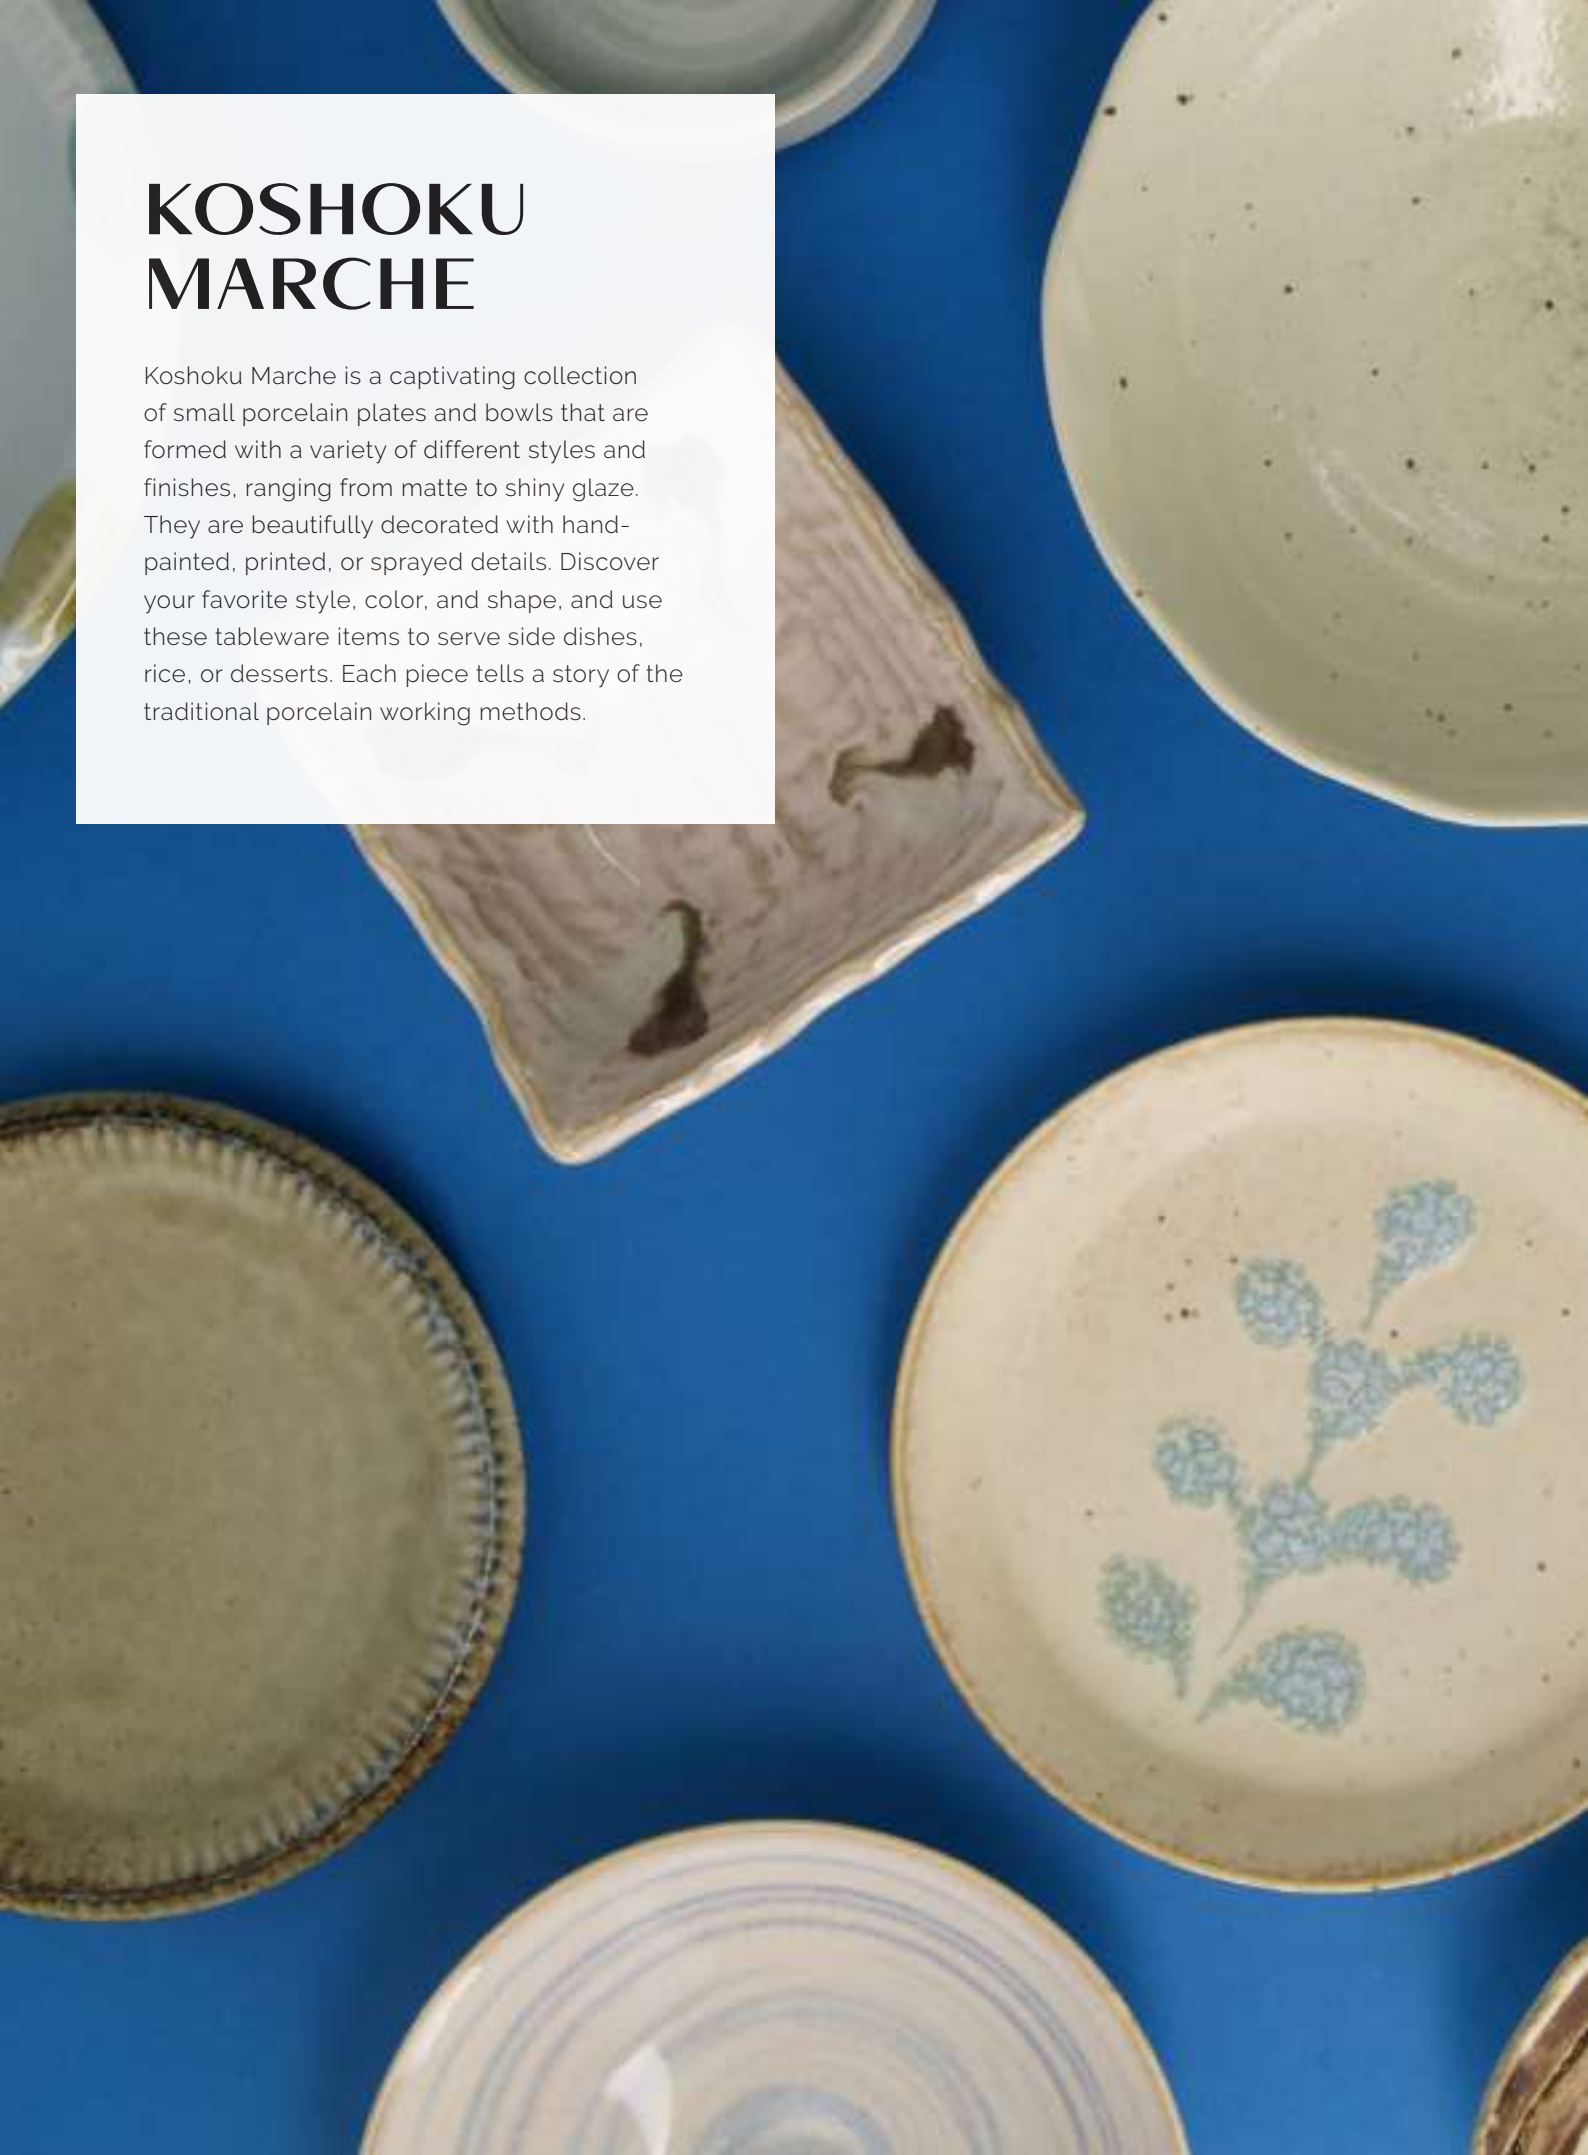 KOSHOKU
MARCHE
Koshoku Marche is a captivating collection
of small porcelain plates and bowls that are
formed with a variety of different styles and
finishes, ranging from matte to shiny glaze.
They are beautifully decorated with hand-
painted, printed, or sprayed details. Discover
your favorite style, color, and shape, and use
these tableware items to serve side dishes,
rice, or desserts. Each piece tells a story of the
traditional porcelain working methods.